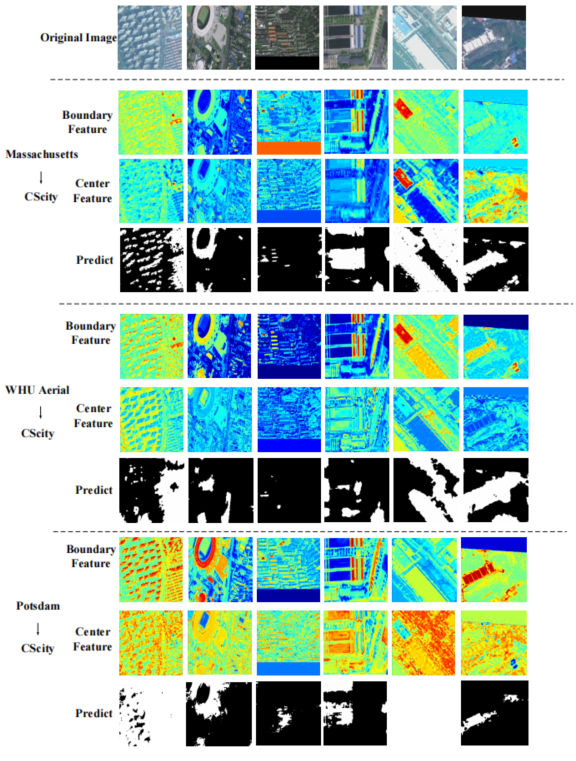 Original Image
Boundary
Feature
Massachusetts
↓
CScity
Center
Feature
Predict
Boundary
Feature
WHU Aerial
↓
CScity
Center
Feature
Predict
Boundary
Feature
Potsdam
↓
CScity
Center
Feature
Predict